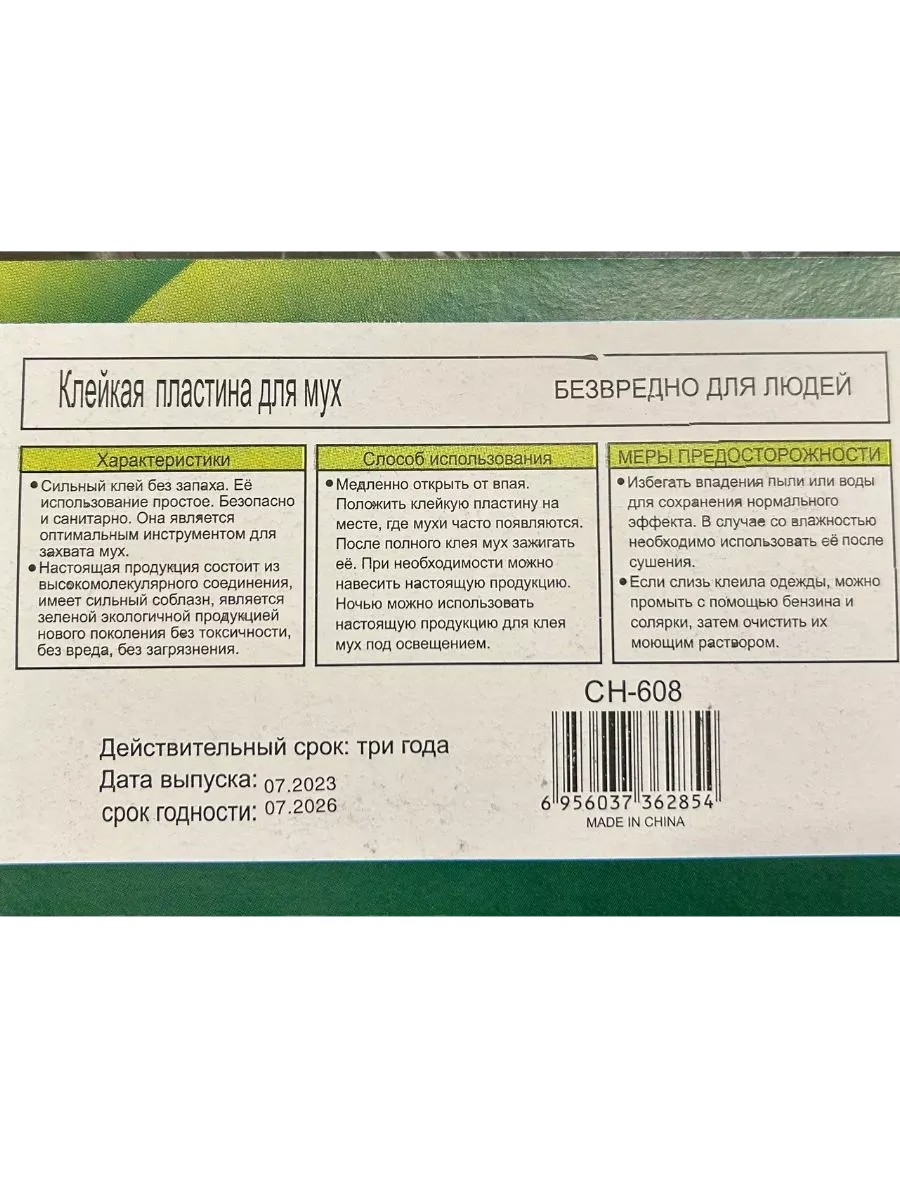 Клейкая пластина для мух
БЕЗВРЕДНО ДЛЯ ЛЮДЕЙ
Характеристики
•Сильный клей без запаха. Её
использование простое. Безопасно
и санитарно. Она является
оптимальным инструментом для
захвата мух.
•Настоящая продукция состоит из
высокомолекулярного соединения,
имеет сильный соблазн, является
зеленой экологичной продукцией
нового поколения без токсичности,
без вреда, без загрязнения.
Способ использования
•Медленно открыть от впая.
Положить клейкую пластину на
месте, где мухи часто появляются.
После полного клея мух зажигать
её. При необходимости можно
навесить настоящую продукцию.
Ночью можно использовать
настоящую продукцию для клея
мух под освещением.
МЕРЫ ПРЕДОСТОРОЖНОСТИ
•Избегать впадения пыли или воды
для сохранения нормального
эффекта. В случае со влажностью
необходимо использовать её после
сушения.
•Если слизь клеила одежды, можно
промыть с помощью бензина и
солярки, затем очистить их
моющим раствором.
Действительный срок: три года
Дата выпуска: 07.2023
срок годности: 07.2026
CH-608
6 956037 362854
MADE IN CHINA